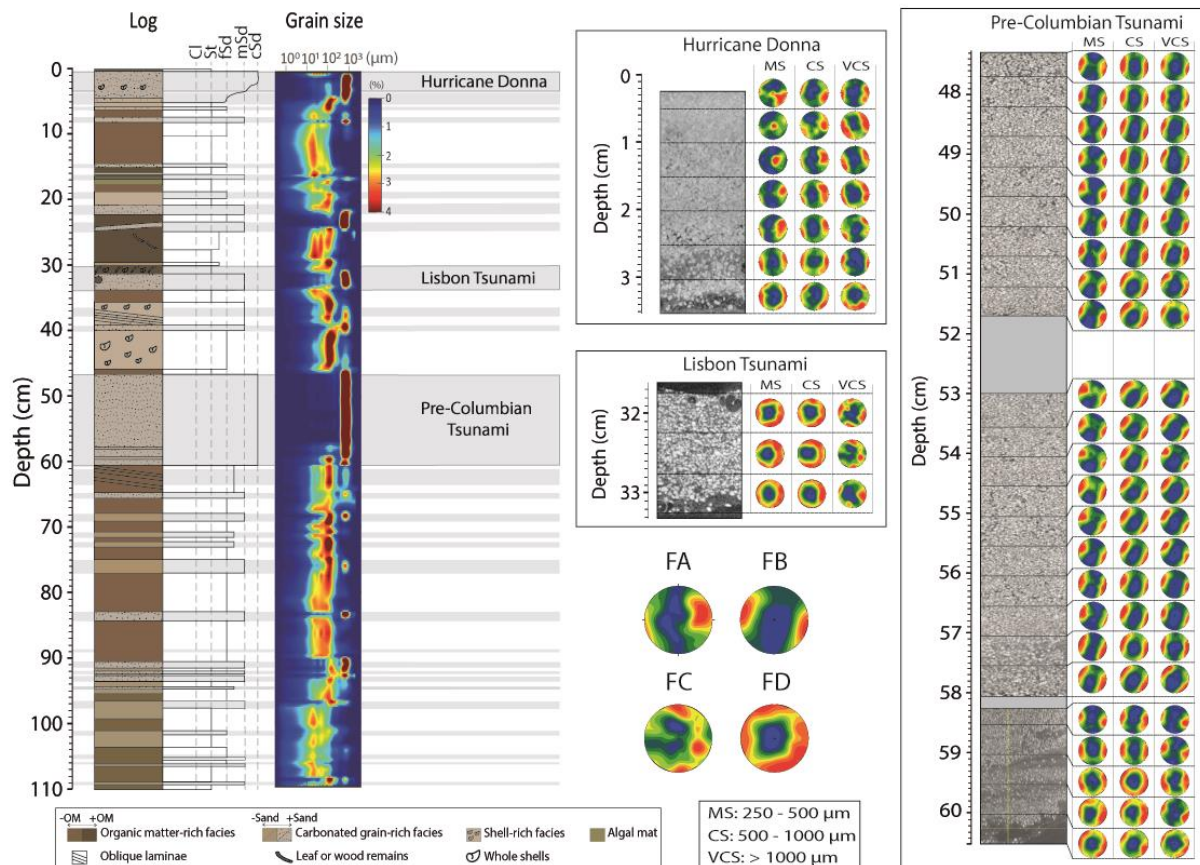 Log
Grain size
Cl
St
fSd
mSd
cSd
10⁰ 10¹ 10² 10³ (μm)
(%)
0
1
2
3
4
Depth (cm)
0
10
20
30
40
50
60
70
80
90
100
110
Hurricane Donna
Lisbon Tsunami
Pre-Columbian
Tsunami
-OM +OM
Organic matter-rich facies
-Sand +Sand
Carbonated grain-rich facies
Shell-rich facies
Algal mat
Oblique laminae
Leaf or wood remains
Whole shells
Hurricane Donna
MS CS VCS
Depth (cm)
0
1
2
3
Lisbon Tsunami
MS CS VCS
Depth (cm)
32
33
FA FB
FC FD
MS: 250 - 500 μm
CS: 500 - 1000 μm
VCS: > 1000 μm
Pre-Columbian Tsunami
MS CS VCS
Depth (cm)
48
49
50
51
52
53
54
55
56
57
58
59
60